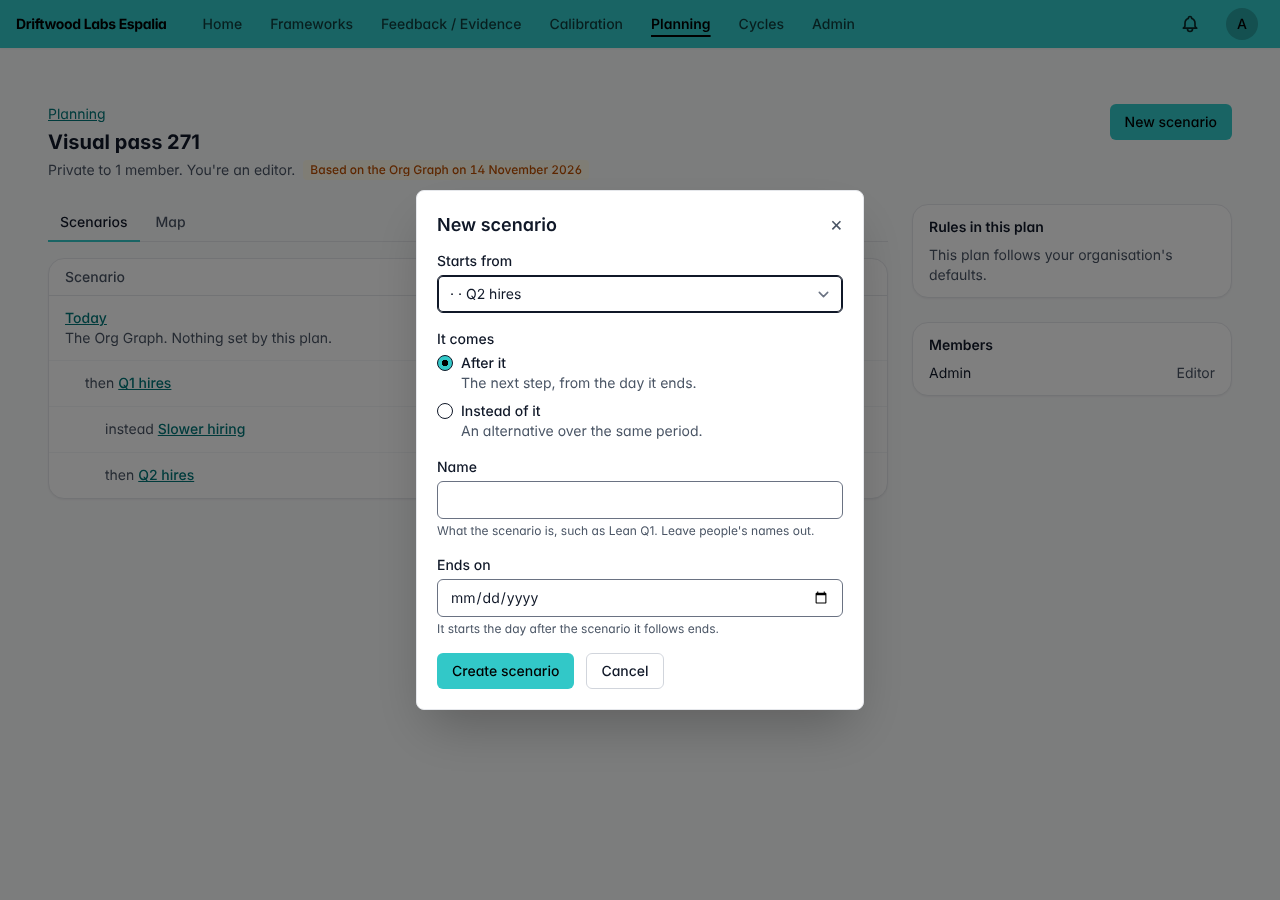 Driftwood Labs Espalia
Home
Frameworks
Feedback / Evidence
Calibration
Planning
Cycles
Admin
A
Planning
Visual pass 271
Private to 1 member. You're an editor.
Based on the Org Graph on 14 November 2026
New scenario
Scenarios
Map
Scenario
Today
The Org Graph. Nothing set by this plan.
then Q1 hires
instead Slower hiring
then Q2 hires
New scenario
×
Starts from
· · Q2 hires
It comes
After it
The next step, from the day it ends.
Instead of it
An alternative over the same period.
Name
What the scenario is, such as Lean Q1. Leave people's names out.
Ends on
mm/dd/yyyy
It starts the day after the scenario it follows ends.
Create scenario
Cancel
Rules in this plan
This plan follows your organisation's
defaults.
Members
Admin
Editor